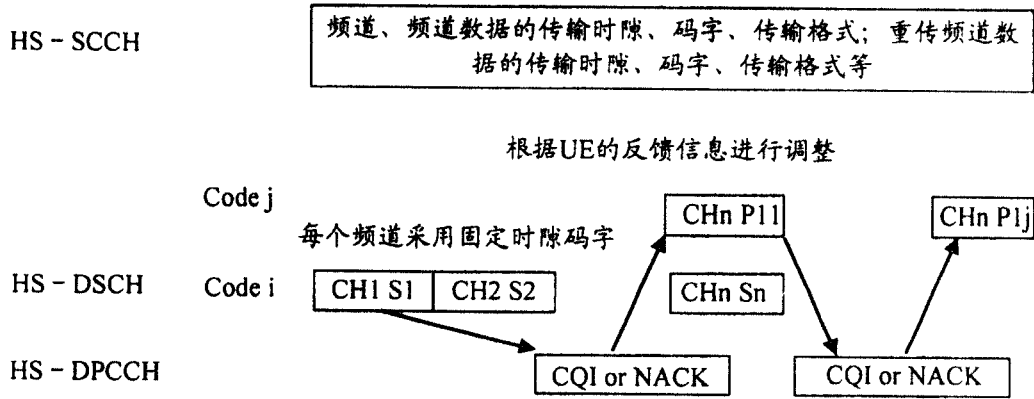 HS-SCCH
频道、频道数据的传输时隙、码字、传输格式；重传频道数
据的传输时隙、码字、传输格式等
根据UE的反馈信息进行调整
Code j
CHn P11
CHn P1j
每个频道采用固定时隙码字
HS-DSCH
Code i
CH1 S1
CH2 S2
CHn Sn
HS-DPCCH
CQI or NACK
CQI or NACK